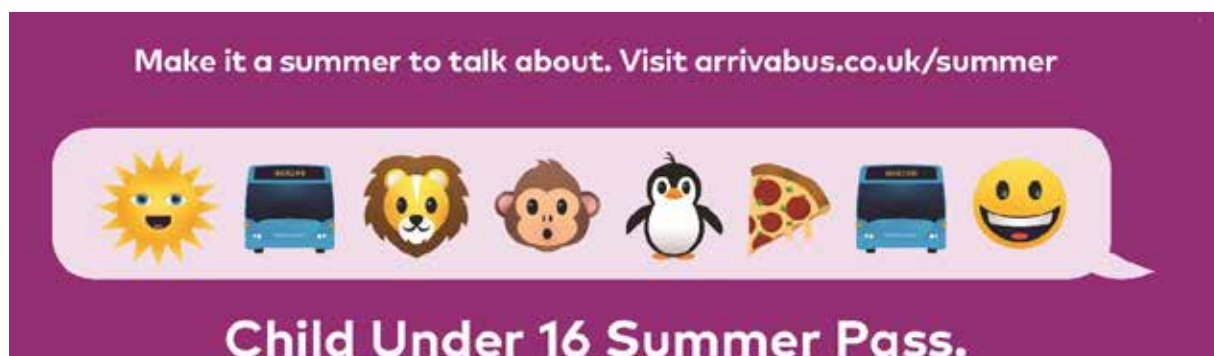 Make it a summer to talk about. Visit arrivabus.co.uk/summer
Child Under 16 Summer Pass.